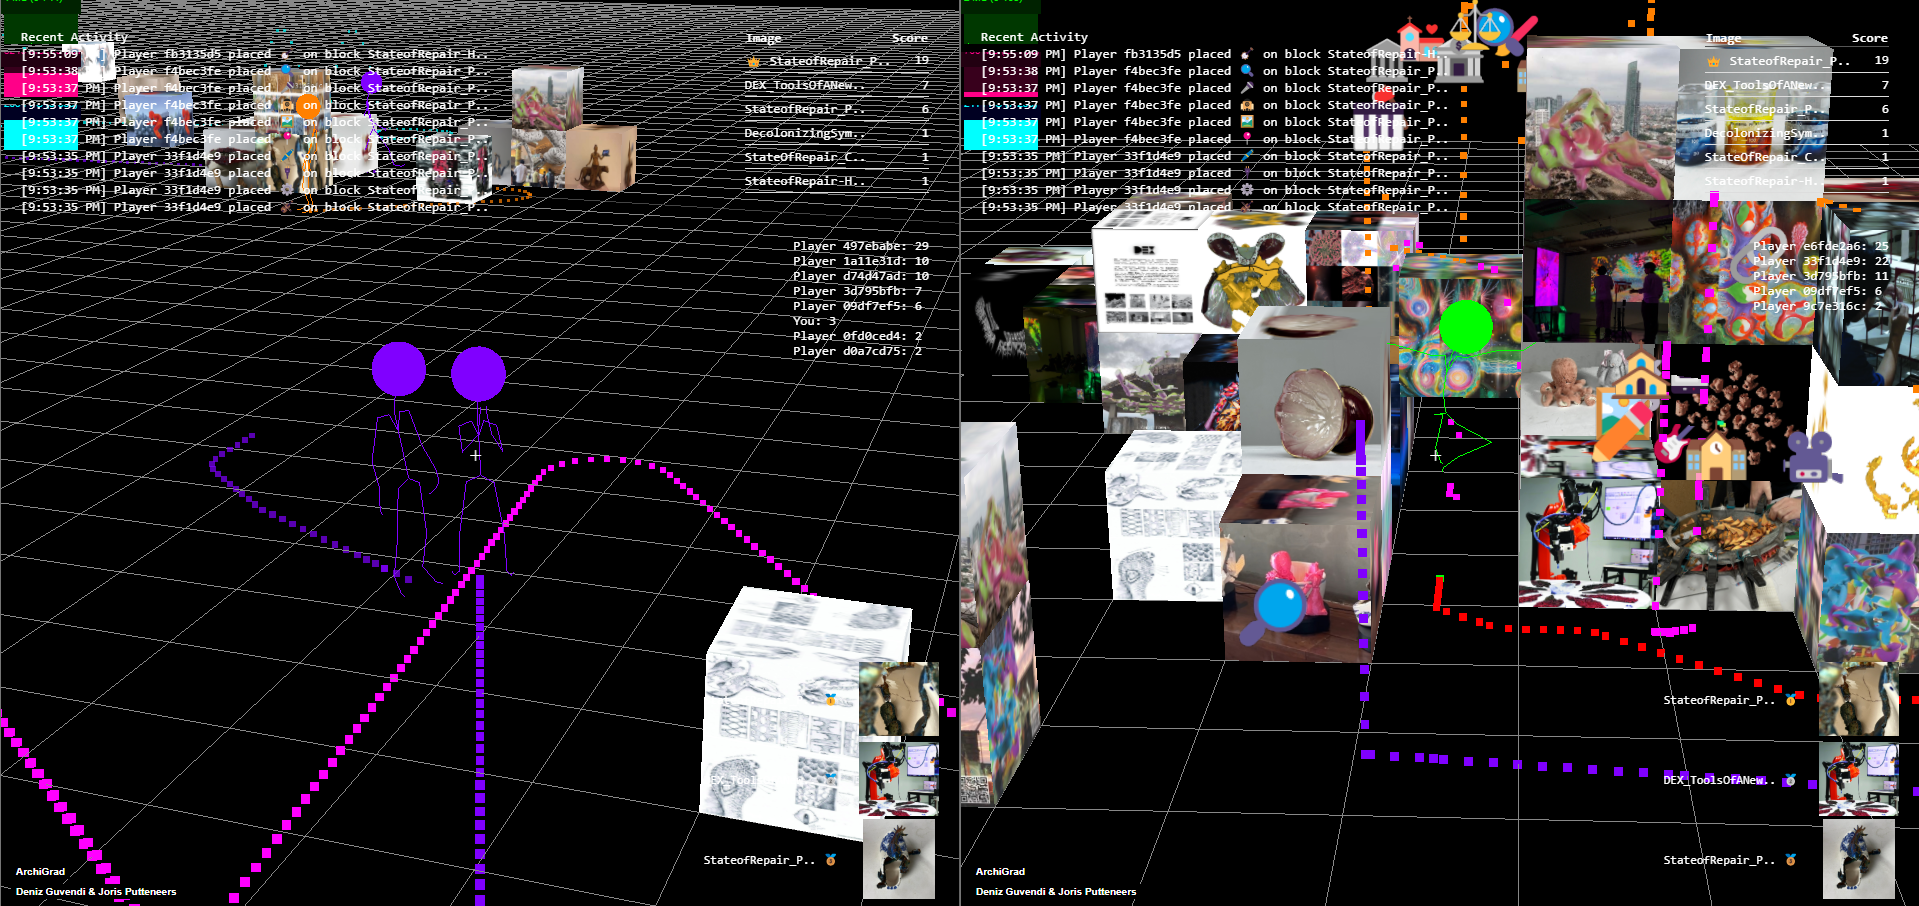 Recent Activity
[9:55:09 PM] Player fb3135d5 placed on block StateofRepair-H..
[9:53:38 PM] Player f4bec3fe placed on block StateofRepair_P..
[9:53:37 PM] Player f4bec3fe placed on block StateofRepair_P..
[9:53:37 PM] Player f4bec3fe placed on block StateofRepair_P..
[9:53:37 PM] Player f4bec3fe placed on block StateofRepair_P..
[9:53:37 PM] Player f4bec3fe placed on block StateofRepair_P..
[9:53:35 PM] Player 33f1d4e9 placed on block StateofRepair_P..
[9:53:35 PM] Player 33f1d4e9 placed on block StateofRepair_P..
[9:53:35 PM] Player 33f1d4e9 placed on block StateofRepair_P..
[9:53:35 PM] Player 33f1d4e9 placed on block StateofRepair_P..
Image Score
StateofRepair_P.. 19
DEX_ToolsOfANew.. 7
StateofRepair_P.. 6
DecolonizingSym.. 1
StateOfRepair_C.. 1
StateofRepair-H.. 1
Player 497ebabe: 29
Player 1a11e31d: 10
Player d74d47ad: 10
Player 3d795bfb: 7
Player 09df7ef5: 6
You: 3
Player 0fd0ced4: 2
Player d0a7cd75: 2
StateofRepair_P..
ArchiGrad
Deniz Guvendi & Joris Putteneers
Recent Activity
[9:55:09 PM] Player fb3135d5 placed on block StateofRepair-H..
[9:53:38 PM] Player f4bec3fe placed on block StateofRepair_P..
[9:53:37 PM] Player f4bec3fe placed on block StateofRepair_P..
[9:53:37 PM] Player f4bec3fe placed on block StateofRepair_P..
[9:53:37 PM] Player f4bec3fe placed on block StateofRepair_P..
[9:53:37 PM] Player f4bec3fe placed on block StateofRepair_P..
[9:53:35 PM] Player 33f1d4e9 placed on block StateofRepair_P..
[9:53:35 PM] Player 33f1d4e9 placed on block StateofRepair_P..
[9:53:35 PM] Player 33f1d4e9 placed on block StateofRepair_P..
[9:53:35 PM] Player 33f1d4e9 placed on block StateofRepair_P..
Image Score
StateofRepair_P.. 19
DEX_ToolsOfANew.. 7
StateofRepair_P.. 6
DecolonizingSym.. 1
StateOfRepair_C.. 1
StateofRepair-H.. 1
DEX
Player e6fde2a6: 25
Player 33f1d4e9: 22
Player 3d795bfb: 11
Player 09df7ef5: 6
Player 9c7e316c: 2
StateofRepair_P..
DEX_ToolsOfANew..
StateofRepair_P..
ArchiGrad
Deniz Guvendi & Joris Putteneers